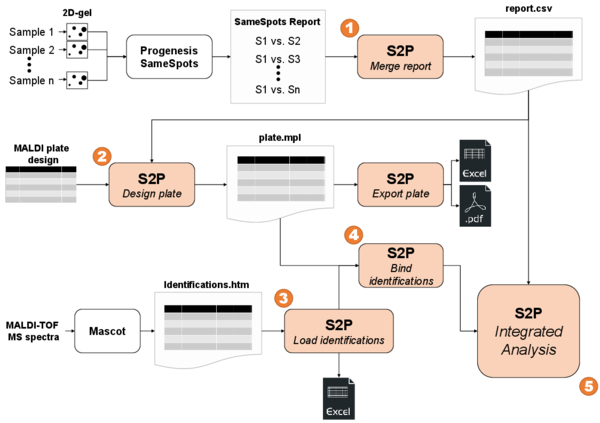 2D-gel
Sample 1
Sample 2
Sample n
Progenesis
SameSpots
SameSpots Report
S1 vs. S2
S1 vs. S3
S1 vs. Sn
1
S2P
Merge report
report.csv
MALDI plate
design
2
S2P
Design plate
plate.mpl
S2P
Export plate
Excel
.pdf
4
S2P
Bind
identifications
MALDI-TOF
MS spectra
Mascot
Identifications.htm
3
S2P
Load identifications
Excel
S2P
Integrated
Analysis
5